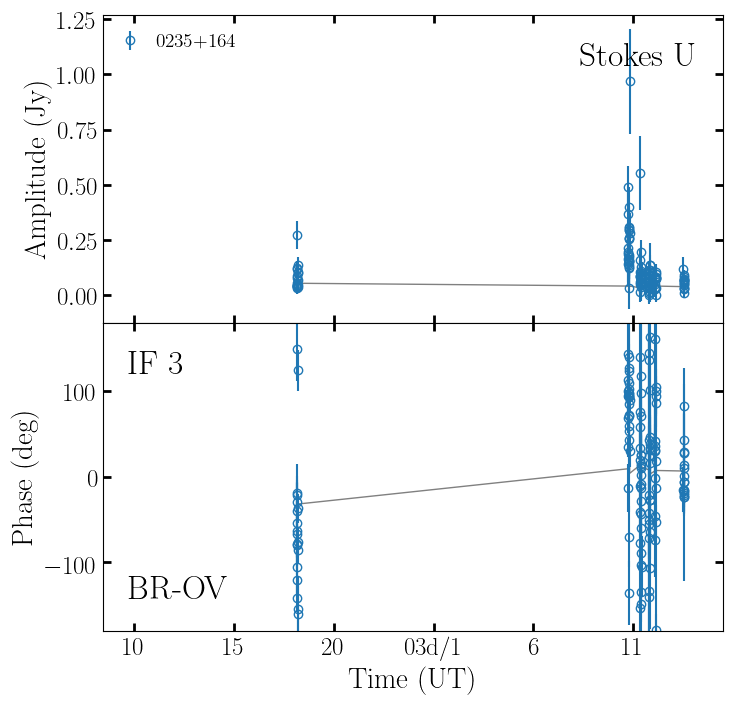 1.25
0235+164
Stokes U
1.00
0.75
0.50
0.25
0.00
Amplitude (Jy)
IF 3
100
0
−100
Phase (deg)
BR-OV
10 15 20 03d/1 6 11
Time (UT)